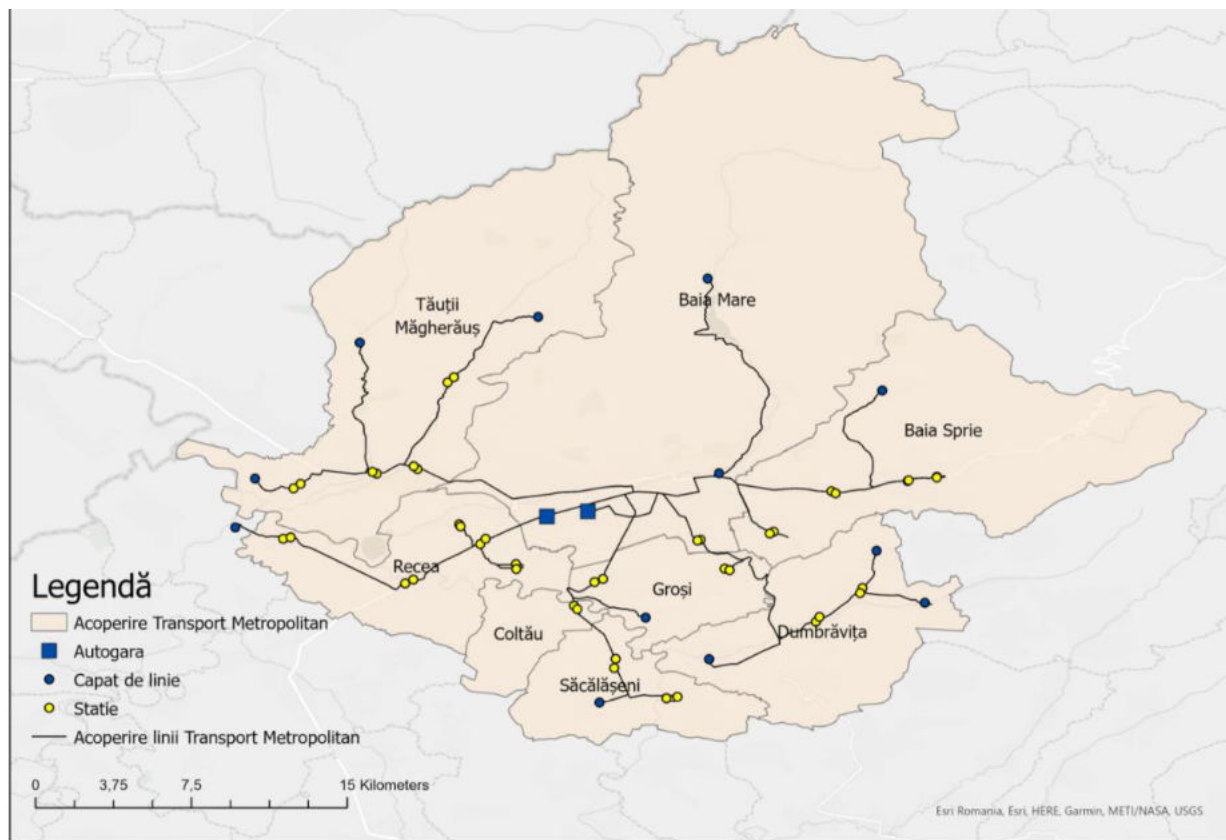 Tăuții
Măgherăuș
Baia Mare
Baia Sprie
Recea
Groși
Coltău
Dumbrăvița
Săcălășeni
Legendă
Acoperire Transport Metropolitan
Autogara
Capat de linie
Statie
Acoperire linii Transport Metropolitan
0 3,75 7,5 15 Kilometers
Esri Romania, Esri, HERE, Garmin, METI/NASA, USGS